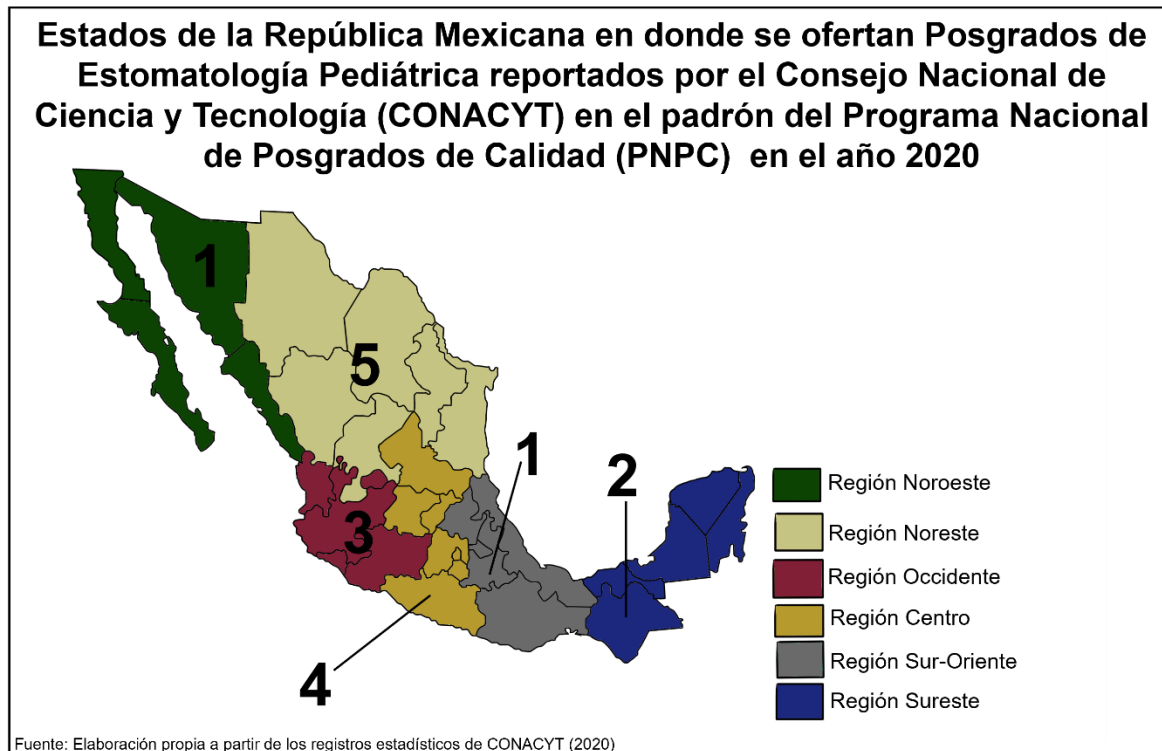 Estados de la República Mexicana en donde se ofertan Posgrados de
Estomatología Pediátrica reportados por el Consejo Nacional de
Ciencia y Tecnología (CONACYT) en el padrón del Programa Nacional
de Posgrados de Calidad (PNPC) en el año 2020
1
5
1
2
3
4
Región Noroeste
Región Noreste
Región Occidente
Región Centro
Región Sur-Oriente
Región Sureste
Fuente: Elaboración propia a partir de los registros estadísticos de CONACYT (2020)